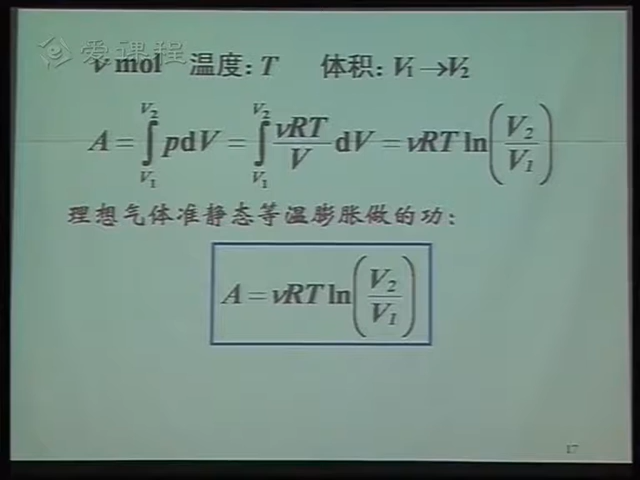 爱课程
ν mol 温度: T 体积: V₁→V₂
A = ∫_{V₁}^{V₂} pdV = ∫_{V₁}^{V₂} νRT/V dV = νRT ln(V₂/V₁)
理想气体准静态等温膨胀做的功:
A = νRT ln(V₂/V₁)
17